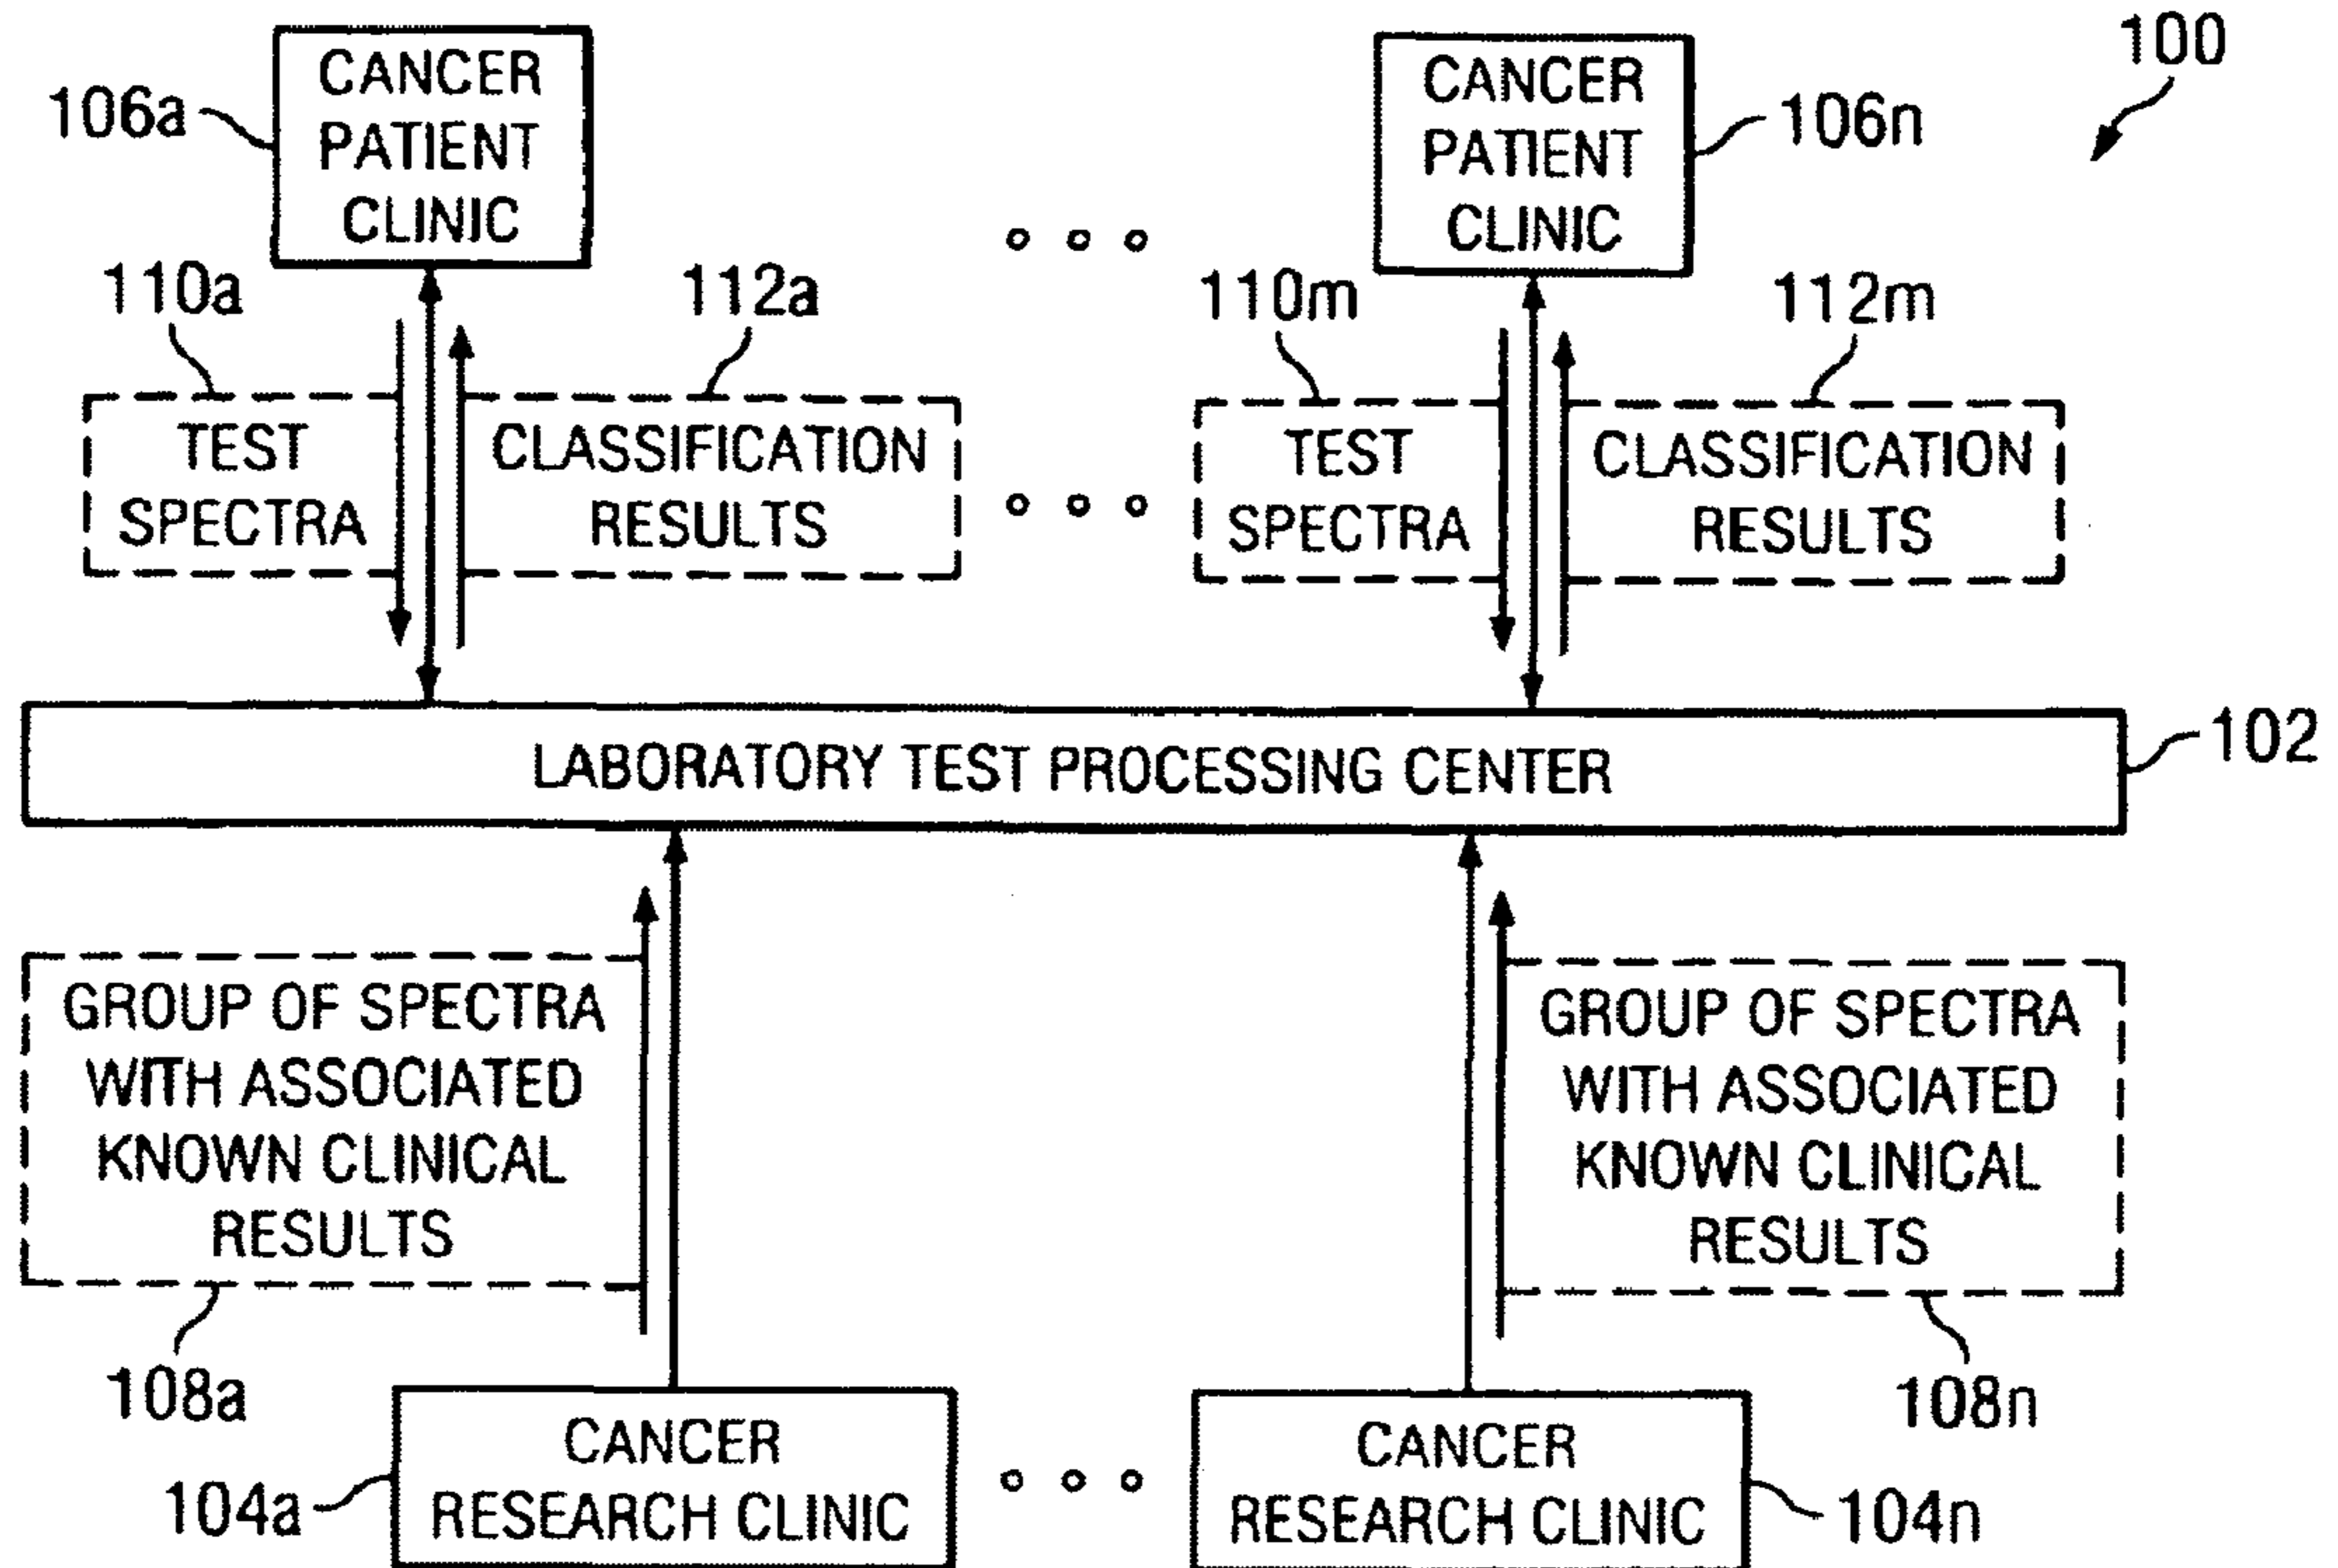 100
CANCER
PATIENT
CLINIC
106a
CANCER
PATIENT
CLINIC
106n
110a
112a
110m
112m
TEST
SPECTRA
CLASSIFICATION
RESULTS
TEST
SPECTRA
CLASSIFICATION
RESULTS
LABORATORY TEST PROCESSING CENTER
102
GROUP OF SPECTRA
WITH ASSOCIATED
KNOWN CLINICAL
RESULTS
GROUP OF SPECTRA
WITH ASSOCIATED
KNOWN CLINICAL
RESULTS
108a
108n
CANCER
RESEARCH CLINIC
104a
CANCER
RESEARCH CLINIC
104n